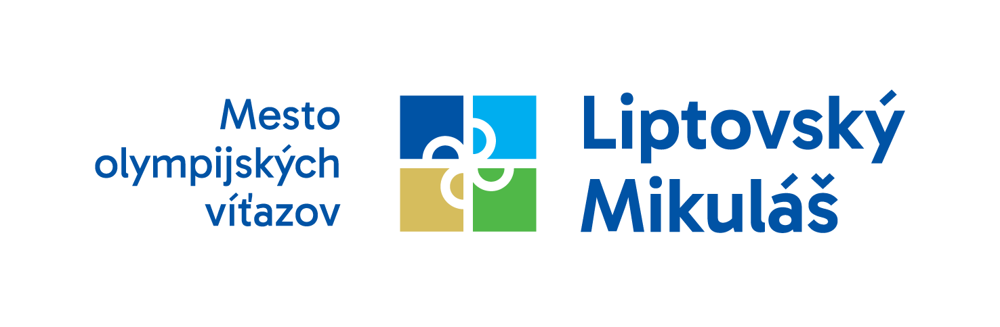 Mesto
olympijských
víťazov
Liptovský
Mikuláš